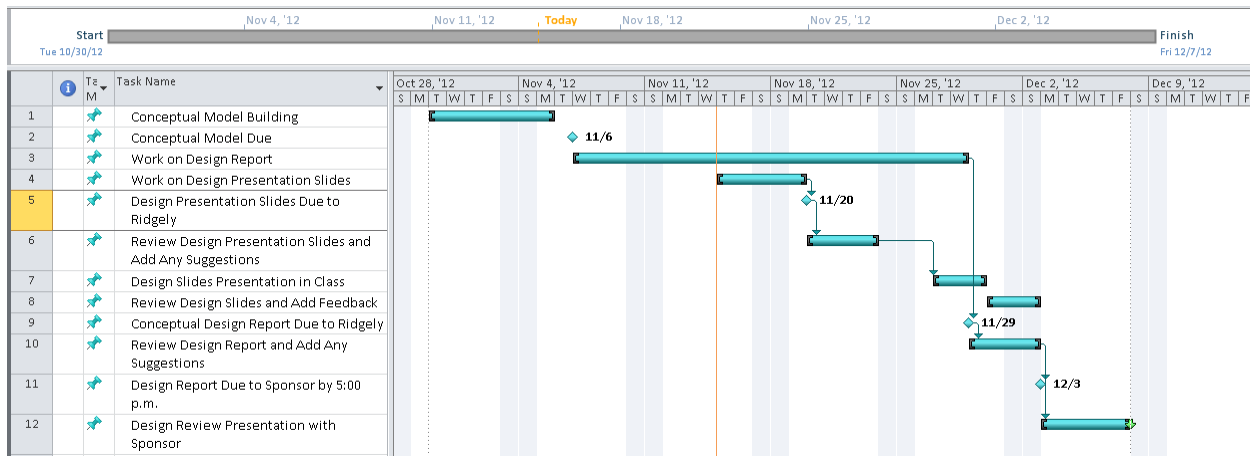 Nov 4, '12 Nov 11, '12 Today Nov 18, '12 Nov 25, '12 Dec 2, '12
Start Finish
Tue 10/30/12 Fri 12/7/12
Ta Task Name
M
Oct 28, '12 Nov 4, '12 Nov 11, '12 Nov 18, '12 Nov 25, '12 Dec 2, '12 Dec 9, '12
S M T W T F S S M T W T F S S M T W T F S S M T W T F S S M T W T F S S M T W T F S S M T W T F
1 Conceptual Model Building
2 Conceptual Model Due 11/6
3 Work on Design Report
4 Work on Design Presentation Slides
5 Design Presentation Slides Due to 11/20
Ridgely
6 Review Design Presentation Slides and
Add Any Suggestions
7 Design Slides Presentation in Class
8 Review Design Slides and Add Feedback
9 Conceptual Design Report Due to Ridgely 11/29
10 Review Design Report and Add Any
Suggestions
11 Design Report Due to Sponsor by 5:00 12/3
p.m.
12 Design Review Presentation with
Sponsor